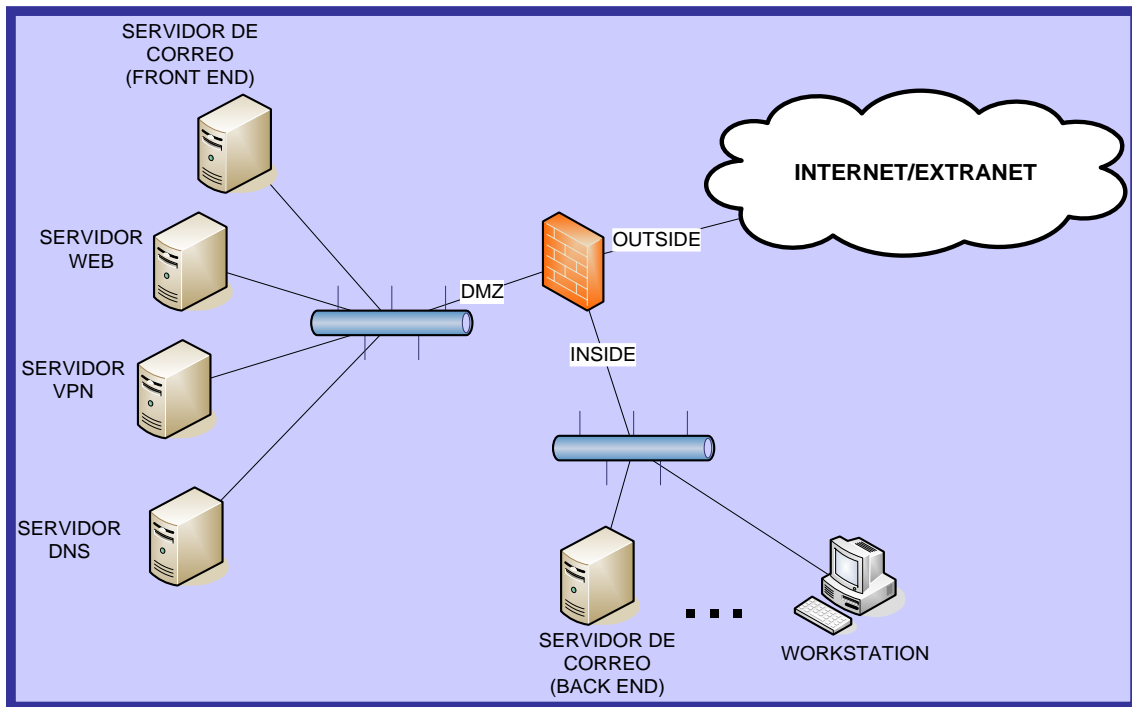 SERVIDOR DE
CORREO
(FRONT END)
INTERNET/EXTRANET
SERVIDOR
WEB
OUTSIDE
DMZ
INSIDE
SERVIDOR
VPN
SERVIDOR
DNS
SERVIDOR DE
CORREO
(BACK END)
WORKSTATION